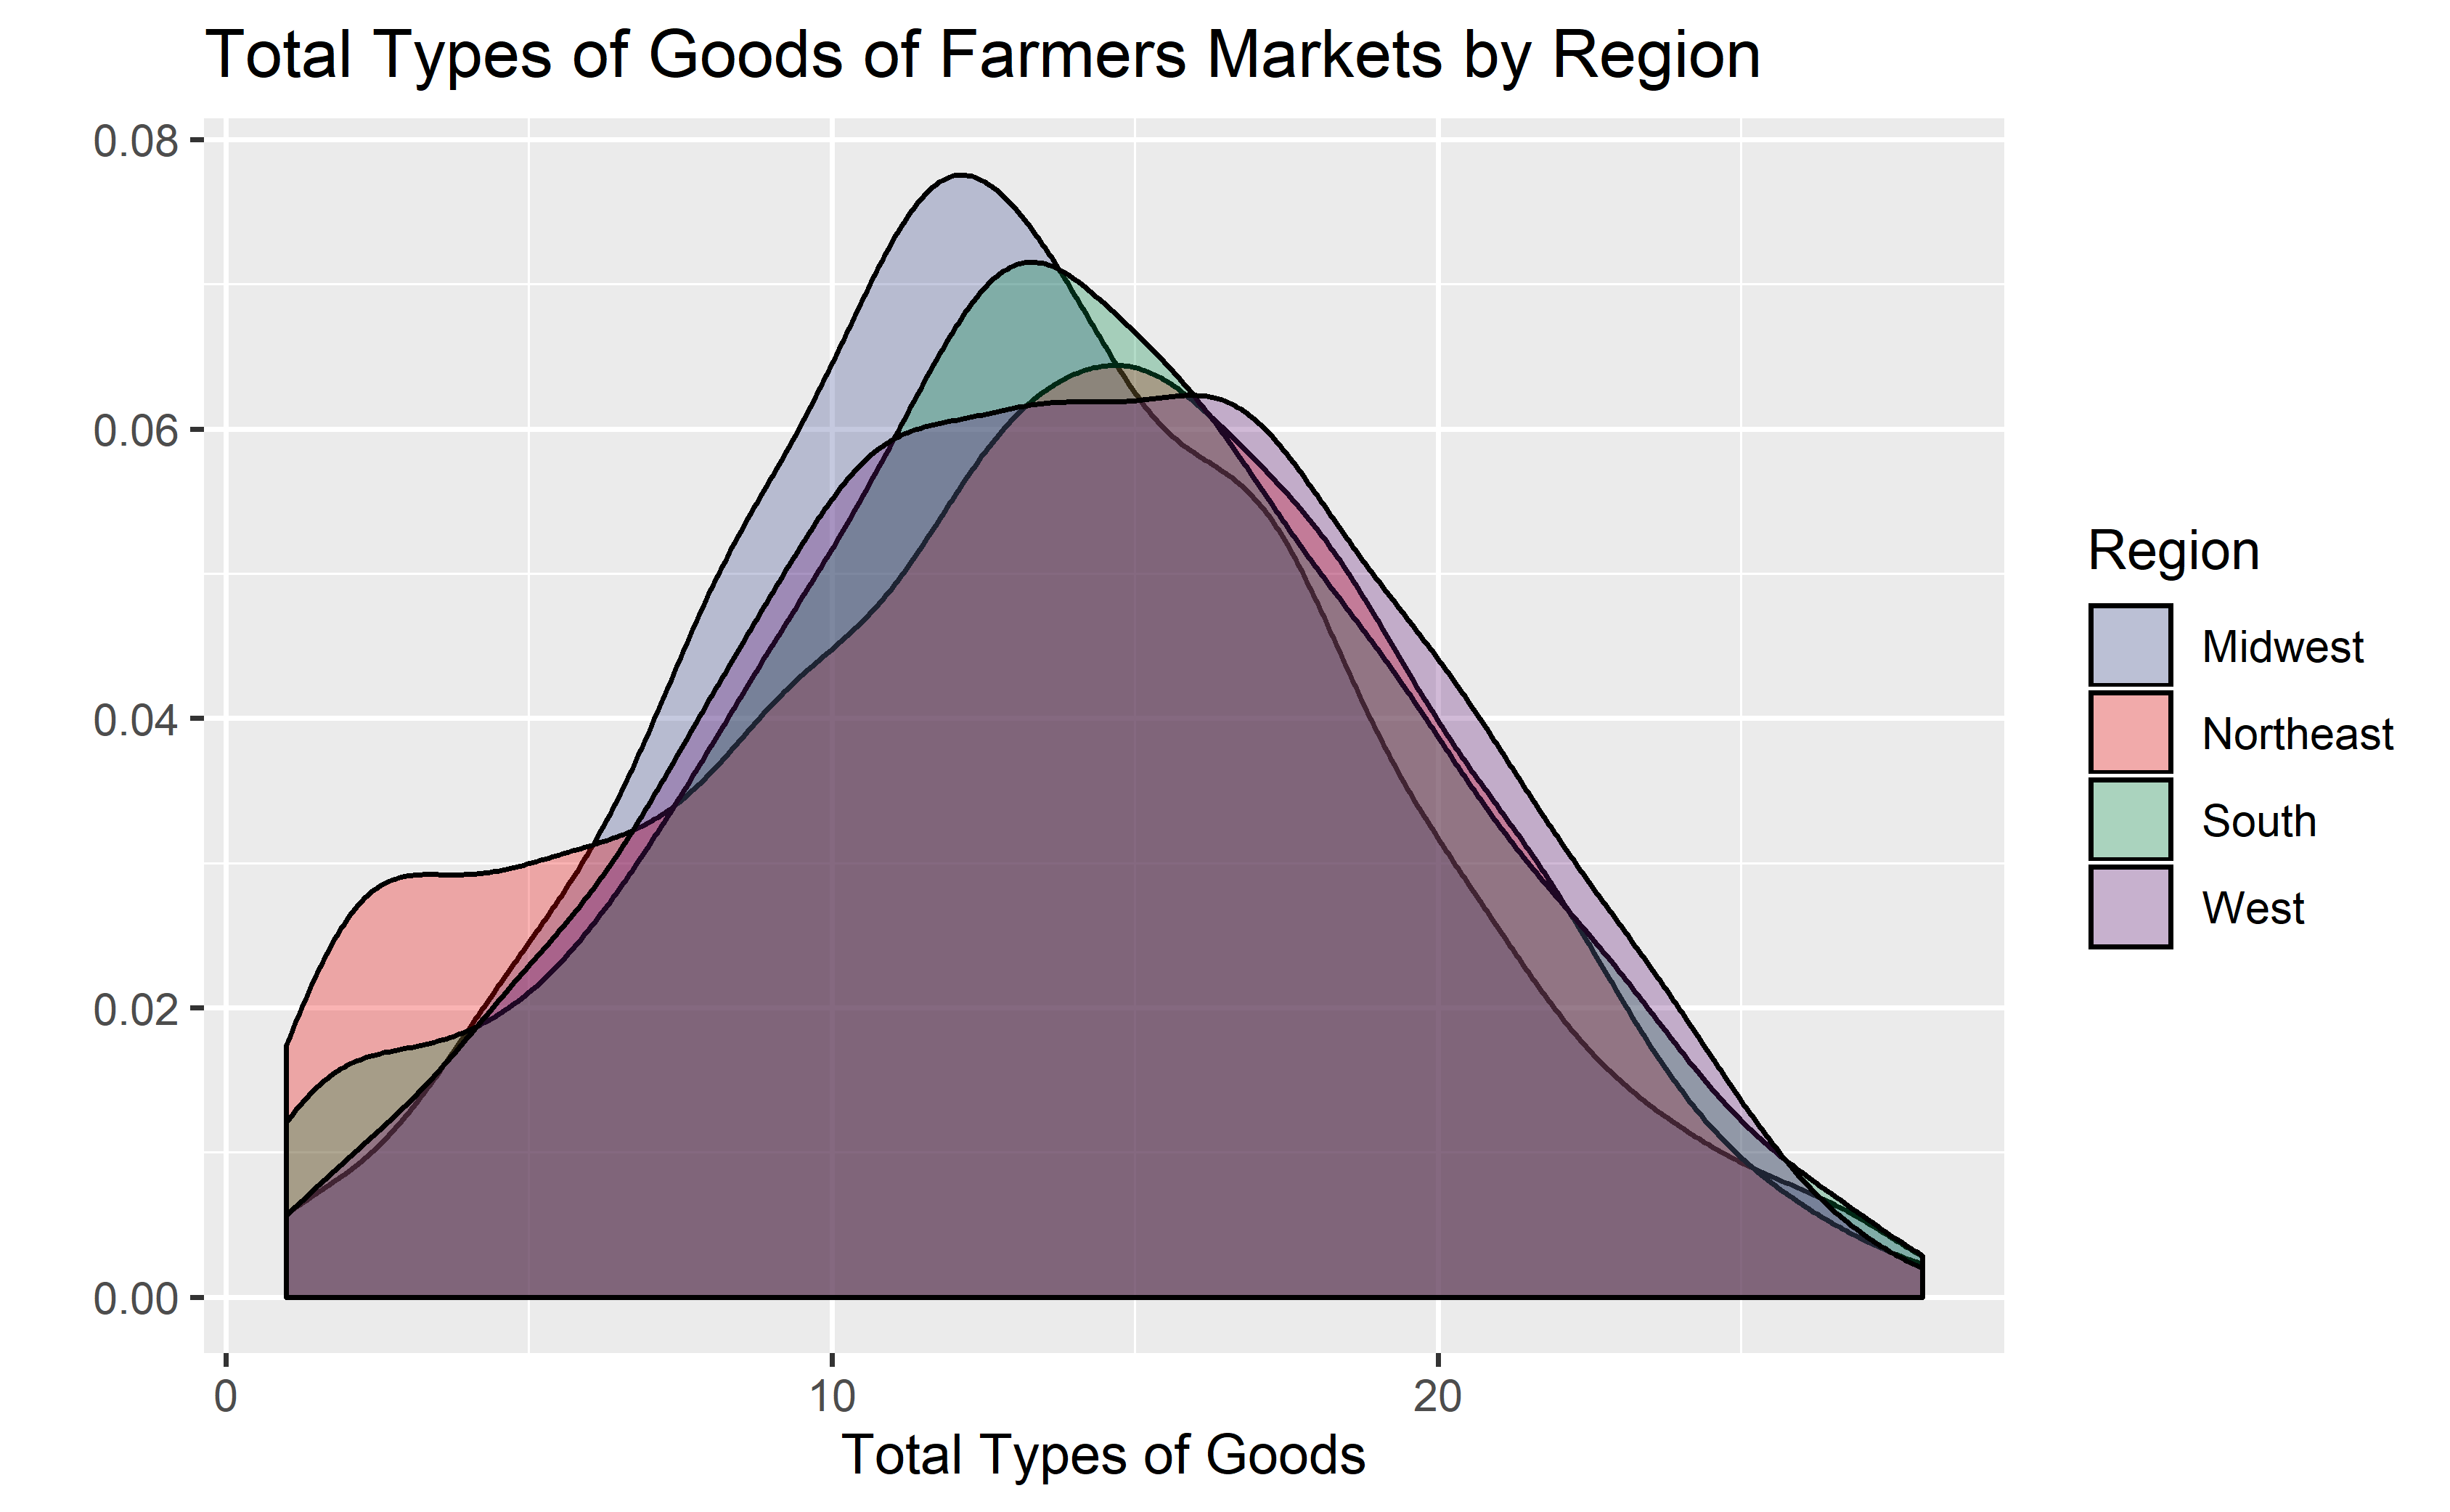 Total Types of Goods of Farmers Markets by Region
0.08
0.06
0.04
0.02
0.00
0 10 20
Total Types of Goods
Region
Midwest
Northeast
South
West